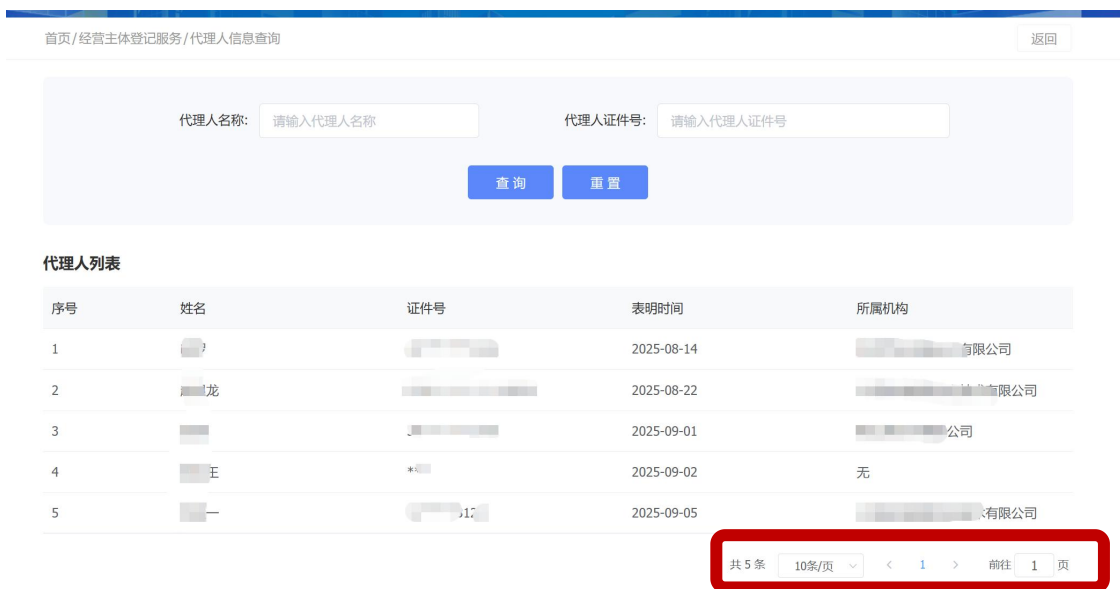 首页/经营主体登记服务/代理人信息查询 返回
代理人名称: 请输入代理人名称 代理人证件号: 请输入代理人证件号
查询 重置
代理人列表
序号 姓名 证件号 表明时间 所属机构
1 2025-08-14 有限公司
2 龙 2025-08-22 有限公司
3 2025-09-01 公司
4 王 ** 2025-09-02 无
5 一 2025-09-05 有限公司
共 5 条 10条/页 < 1 > 前往 1 页